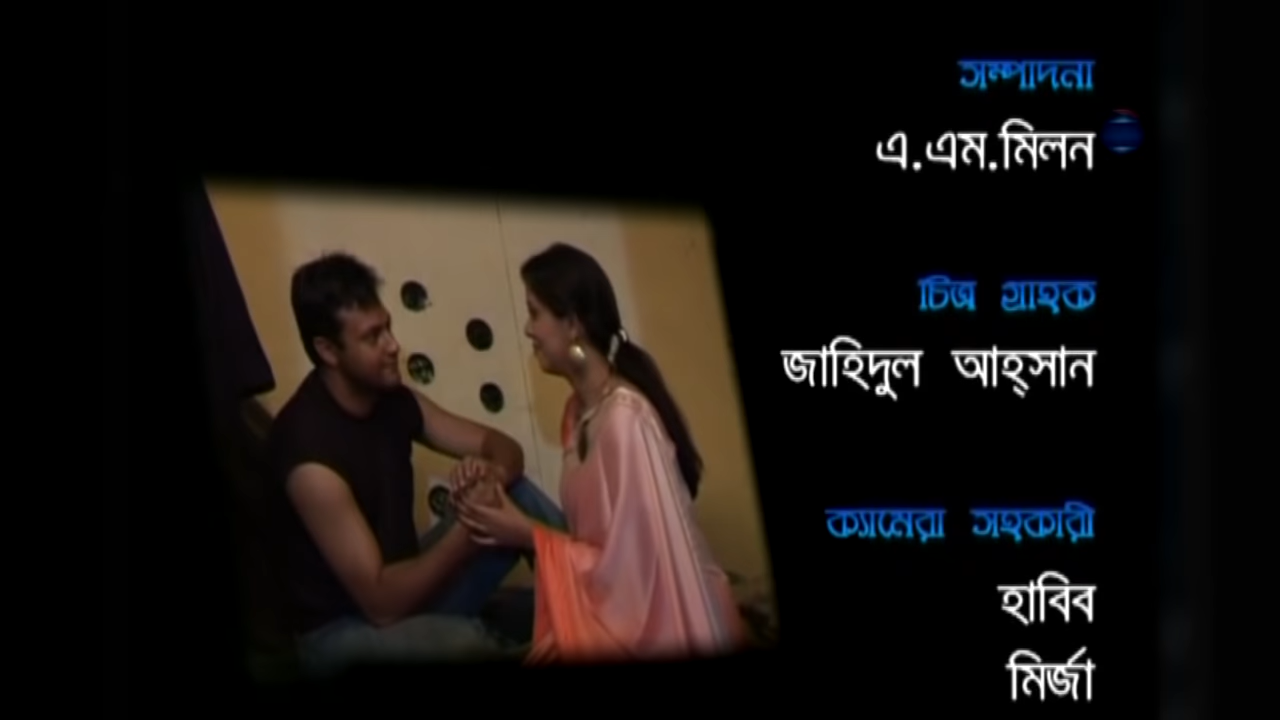 সম্পাদনা
এ.এম.মিলন
চিত্র গ্রাহক
জাহিদুল আহ্সান
ক্যামেরা সহকারী
হাবিব
মির্জা